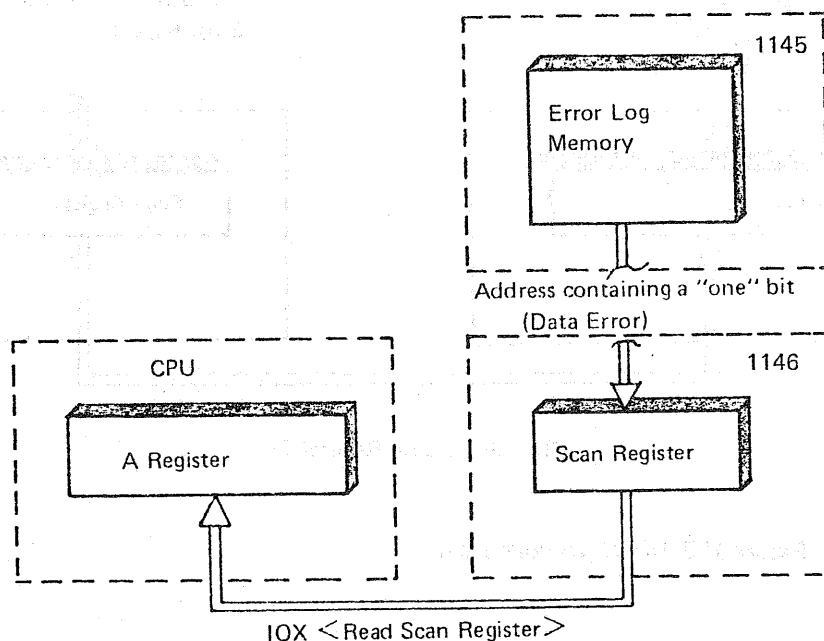 1145
Error Log
Memory
Address containing a "one" bit
(Data Error)
CPU
1146
A Register
Scan Register
IOX <Read Scan Register>